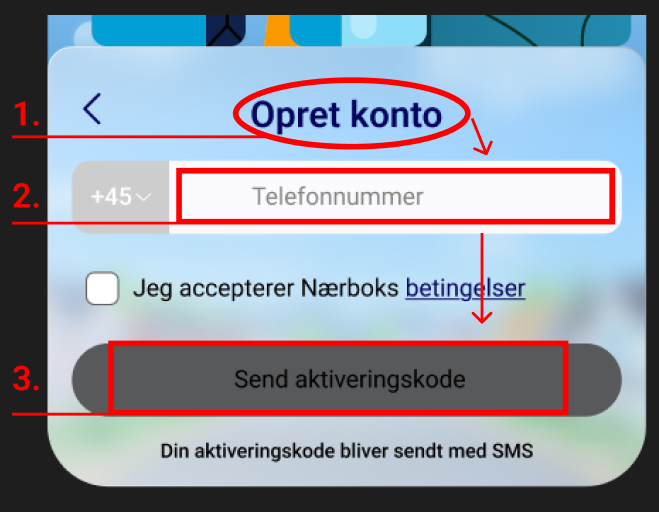 1.
Opret konto
2.
+45
Telefonnummer
Jeg accepterer Nærboks betingelser
3.
Send aktiveringskode
Din aktiveringskode bliver sendt med SMS